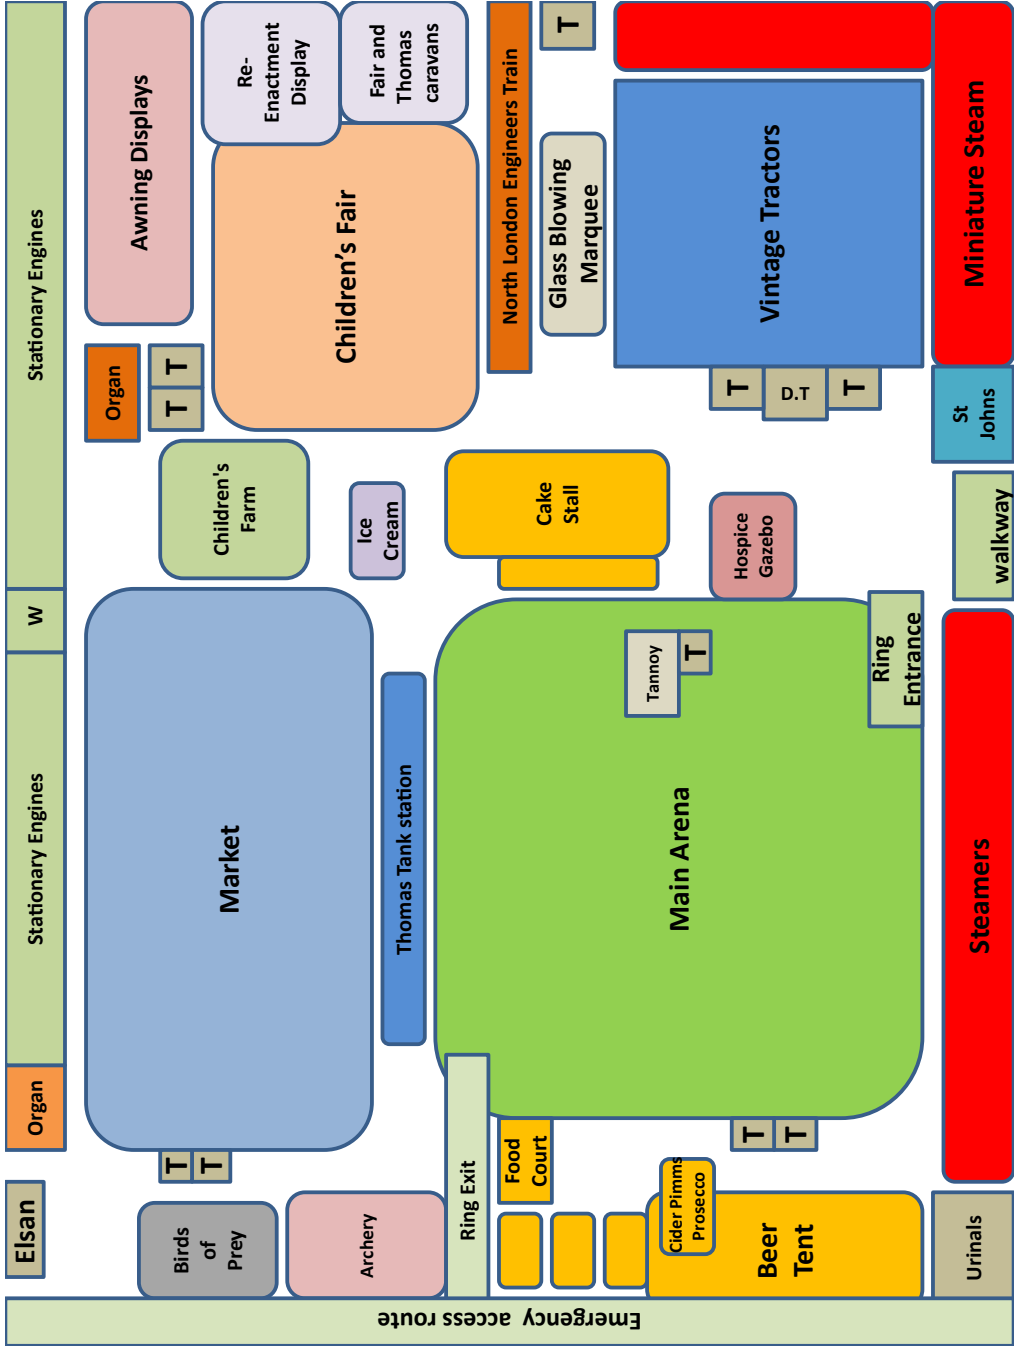 Elsan
Organ
Stationary Engines
W
Stationary Engines
Organ
Awning Displays
T
T
Birds
of
Prey
T
T
Market
Children's
Farm
Re-
Enactment
Display
Archery
Thomas Tank station
Ice
Cream
Children's Fair
Fair and
Thomas
caravans
Emergency access route
Ring Exit
North London Engineers Train
Food
Court
Cake
Stall
Glass Blowing
Marquee
T
Cider Pimms
Prosecco
Main Arena
Tannoy
T
T
T
Hospice
Gazebo
T
D.T
T
Vintage Tractors
Beer
Tent
Ring
Entrance
Urinals
Steamers
walkway
St
Johns
Miniature Steam